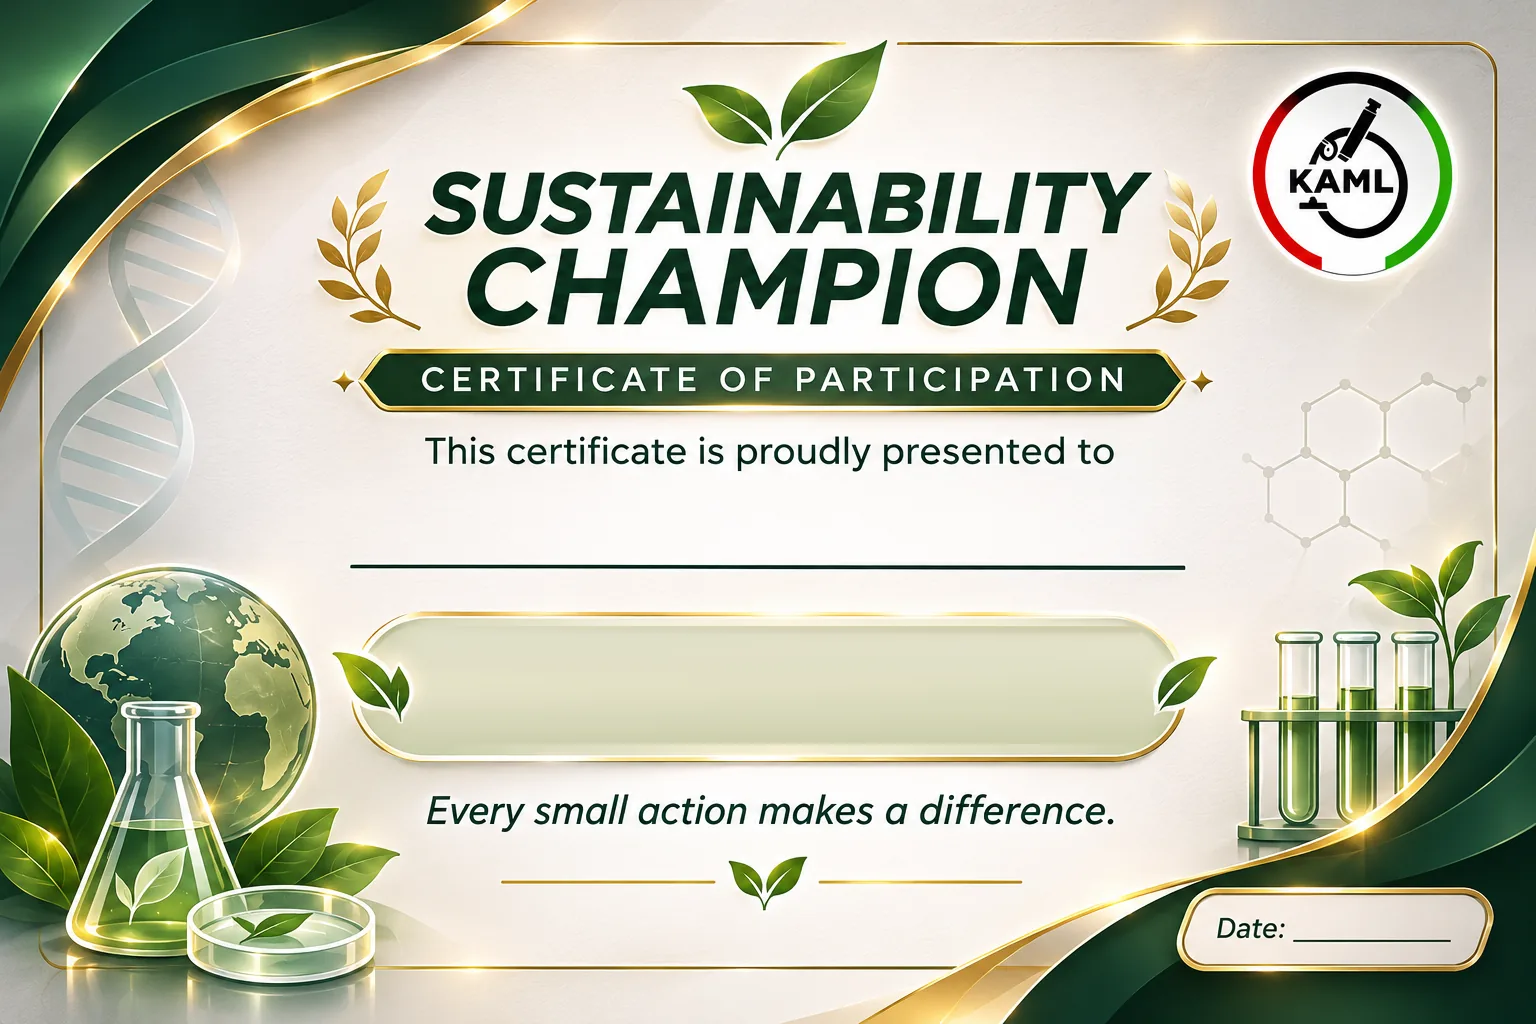 KAML
SUSTAINABILITY
CHAMPION
CERTIFICATE OF PARTICIPATION
This certificate is proudly presented to
Every small action makes a difference.
Date: